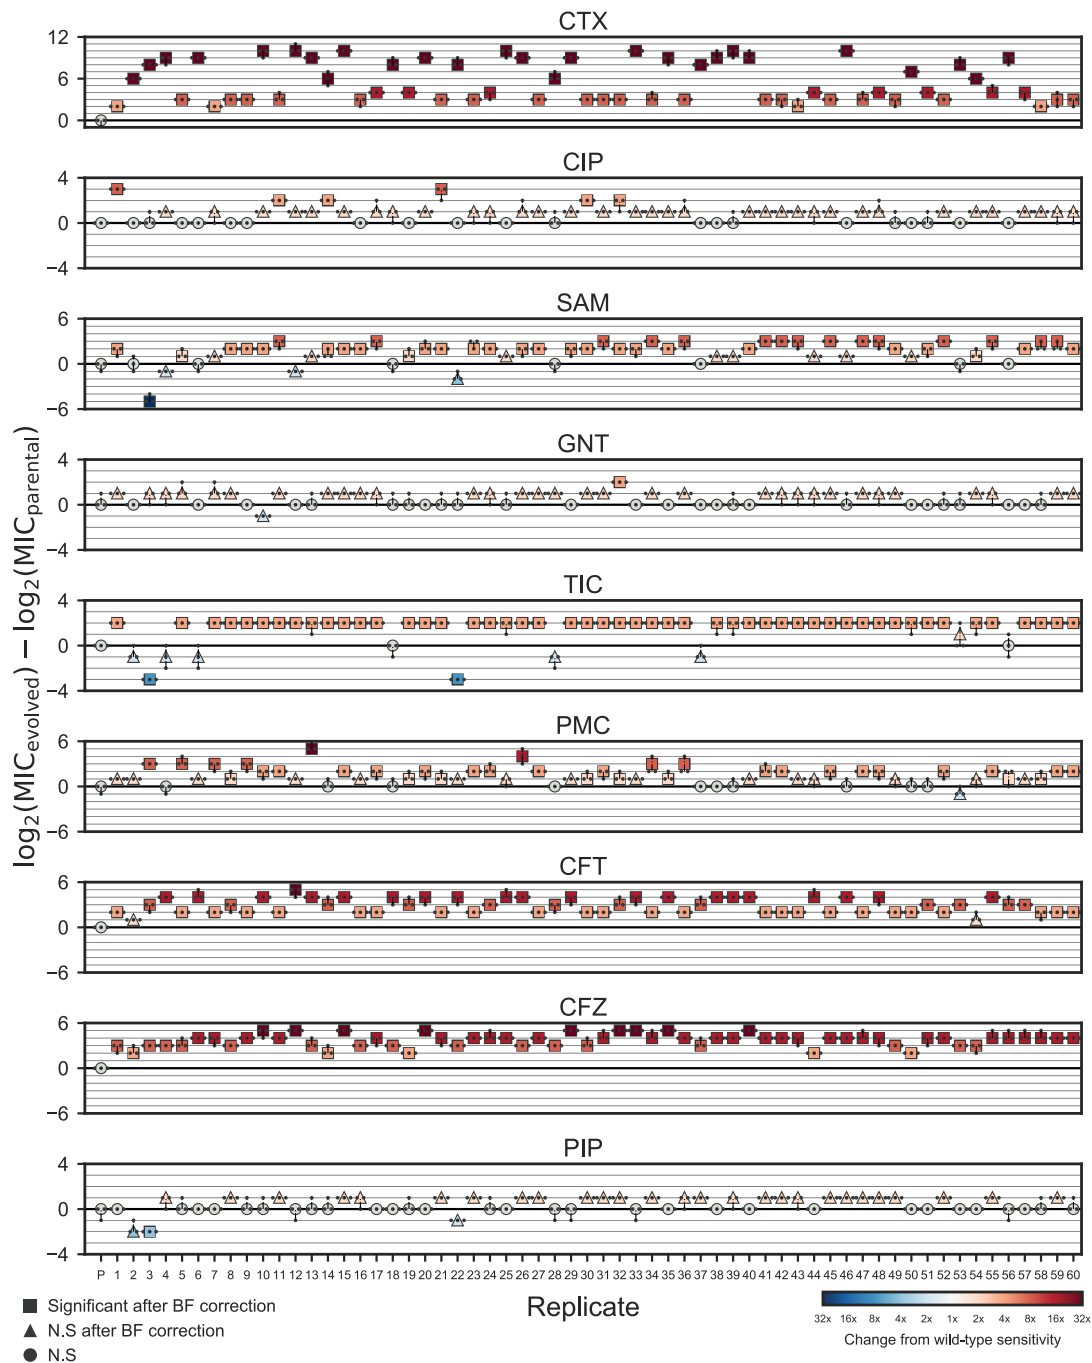 CTX
12
6
0
CIP
4
0
−4
SAM
6
0
−6
GNT
4
0
−4
TIC
4
0
−4
PMC
6
0
−6
CFT
6
0
−6
CFZ
6
0
−6
PIP
4
0
−4
log2(MICevolved) − log2(MICparental)
P 1 2 3 4 5 6 7 8 9 10 11 12 13 14 15 16 17 18 19 20 21 22 23 24 25 26 27 28 29 30 31 32 33 34 35 36 37 38 39 40 41 42 43 44 45 46 47 48 49 50 51 52 53 54 55 56 57 58 59 60
Replicate
Significant after BF correction
N.S after BF correction
N.S
32x 16x 8x 4x 2x 1x 2x 4x 8x 16x 32x
Change from wild-type sensitivity